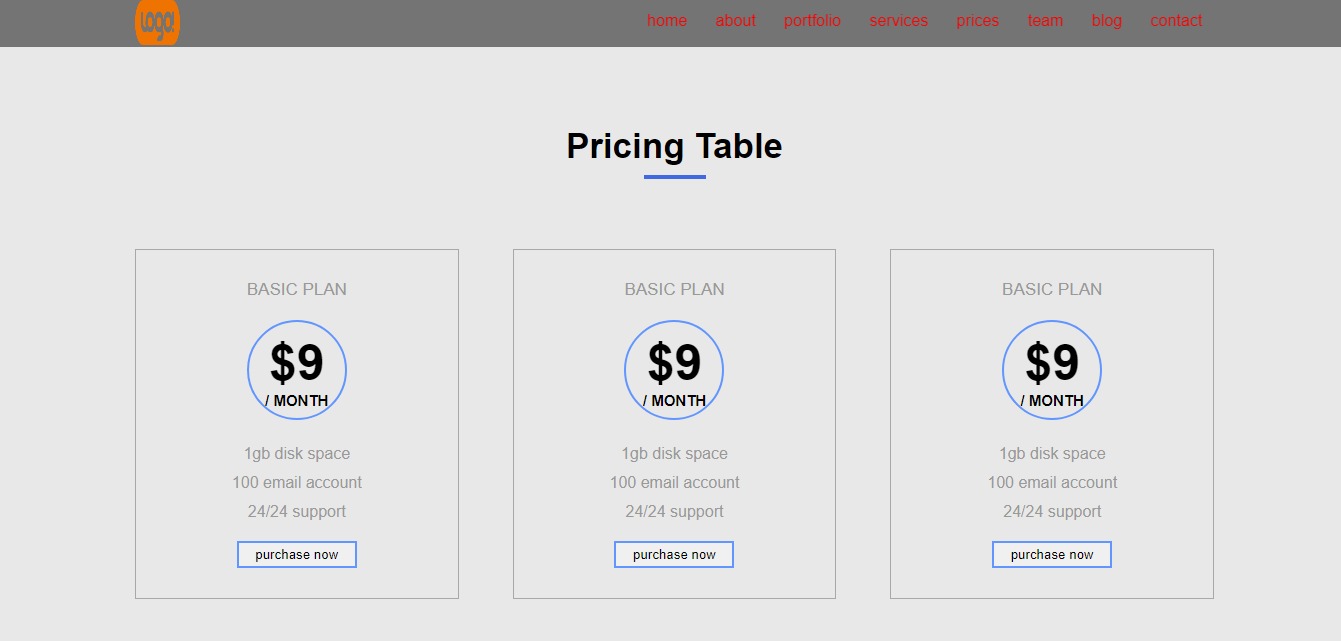 Logo!
home about portfolio services prices team blog contact
Pricing Table
BASIC PLAN BASIC PLAN BASIC PLAN
$9 $9 $9
/ MONTH / MONTH / MONTH
1gb disk space 1gb disk space 1gb disk space
100 email account 100 email account 100 email account
24/24 support 24/24 support 24/24 support
purchase now purchase now purchase now